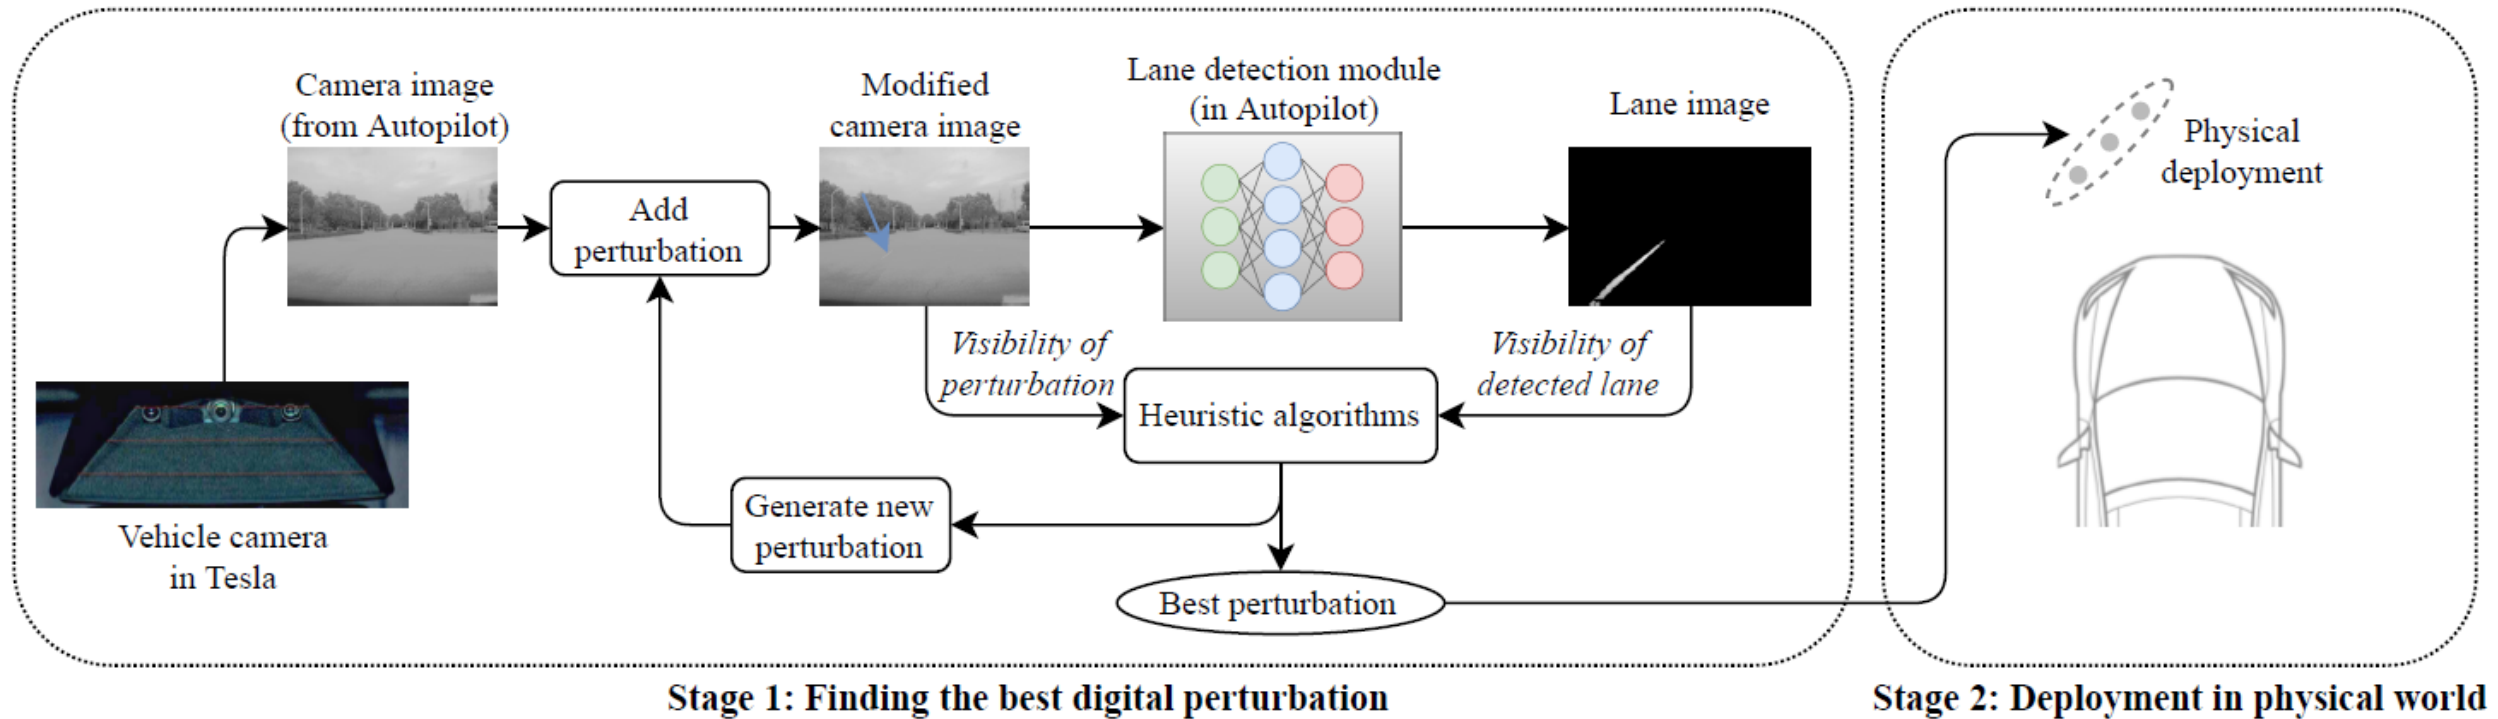 Camera image
(from Autopilot)
Modified
camera image
Lane detection module
(in Autopilot)
Lane image
Add
perturbation
Visibility of
perturbation
Visibility of
detected lane
Heuristic algorithms
Generate new
perturbation
Vehicle camera
in Tesla
Best perturbation
Stage 1: Finding the best digital perturbation
Physical
deployment
Stage 2: Deployment in physical world